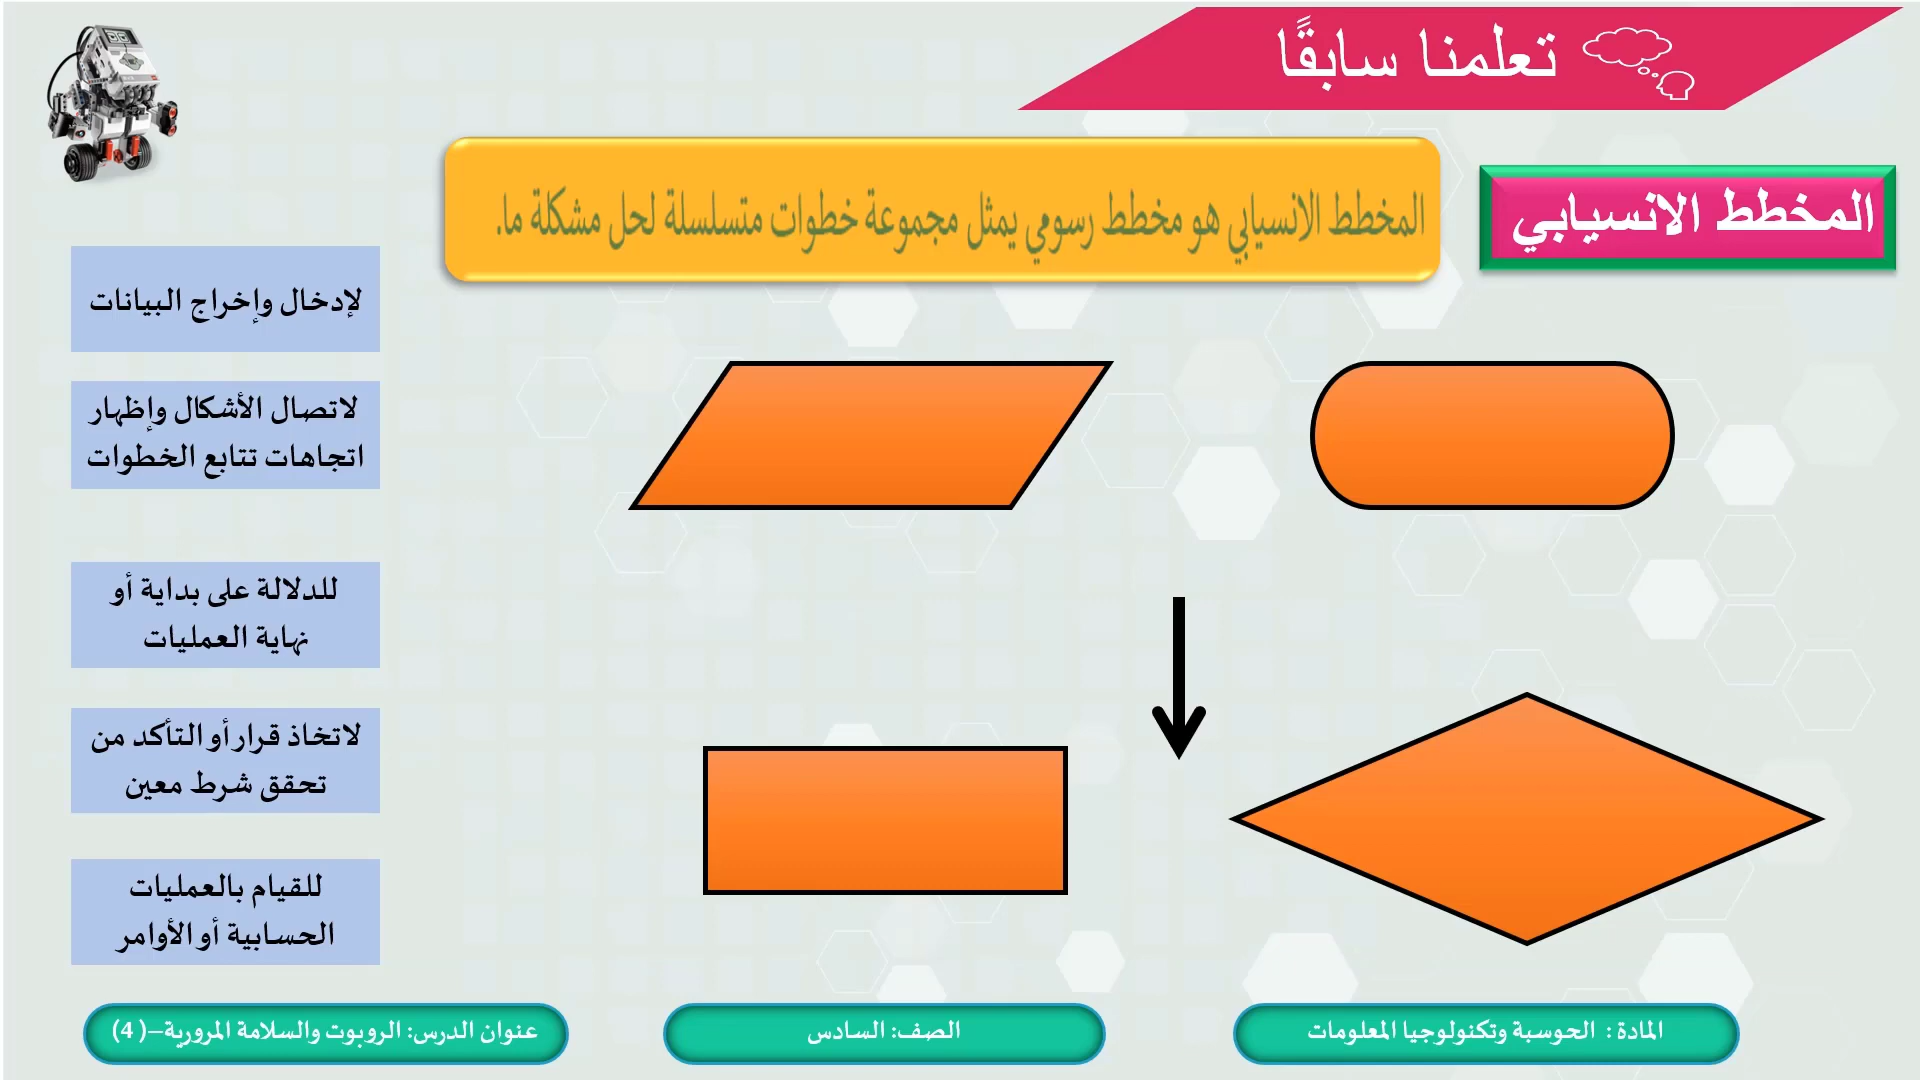 تعلمنا سابقًا
المخطط الانسيابي
المخطط الانسيابي هو مخطط رسومي يمثل مجموعة خطوات متسلسلة لحل مشكلة ما.
لإدخال وإخراج البيانات
لاتصال الأشكال وإظهار
اتجاهات تتابع الخطوات
للدلالة على بداية أو
نهاية العمليات
لاتخاذ قرار أو التأكد من
تحقق شرط معين
للقيام بالعمليات
الحسابية أو الأوامر
المادة : الحوسبة وتكنولوجيا المعلومات
الصف: السادس
عنوان الدرس: الروبوت والسلامة المرورية–( 4)